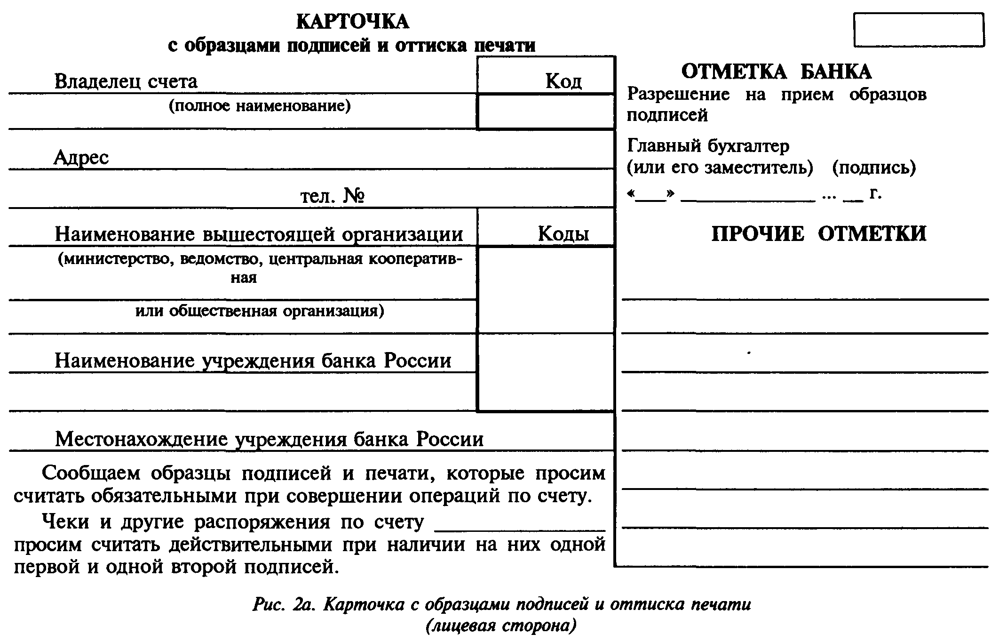 КАРТОЧКА
с образцами подписей и оттиска печати
Владелец счета
Код
(полное наименование)
Адрес
тел. №
Наименование вышестоящей организации
Коды
(министерство, ведомство, центральная кооператив-
ная
или общественная организация)
Наименование учреждения банка России
Местонахождение учреждения банка России
Сообщаем образцы подписей и печати, которые просим
считать обязательными при совершении операций по счету.
Чеки и другие распоряжения по счету ________
просим считать действительными при наличии на них одной
первой и одной второй подписей.
ОТМЕТКА БАНКА
Разрешение на прием образцов
подписей
Главный бухгалтер
(или его заместитель) (подпись)
«__» ________ ... __ г.
ПРОЧИЕ ОТМЕТКИ
Рис. 2а. Карточка с образцами подписей и оттиска печати
(лицевая сторона)